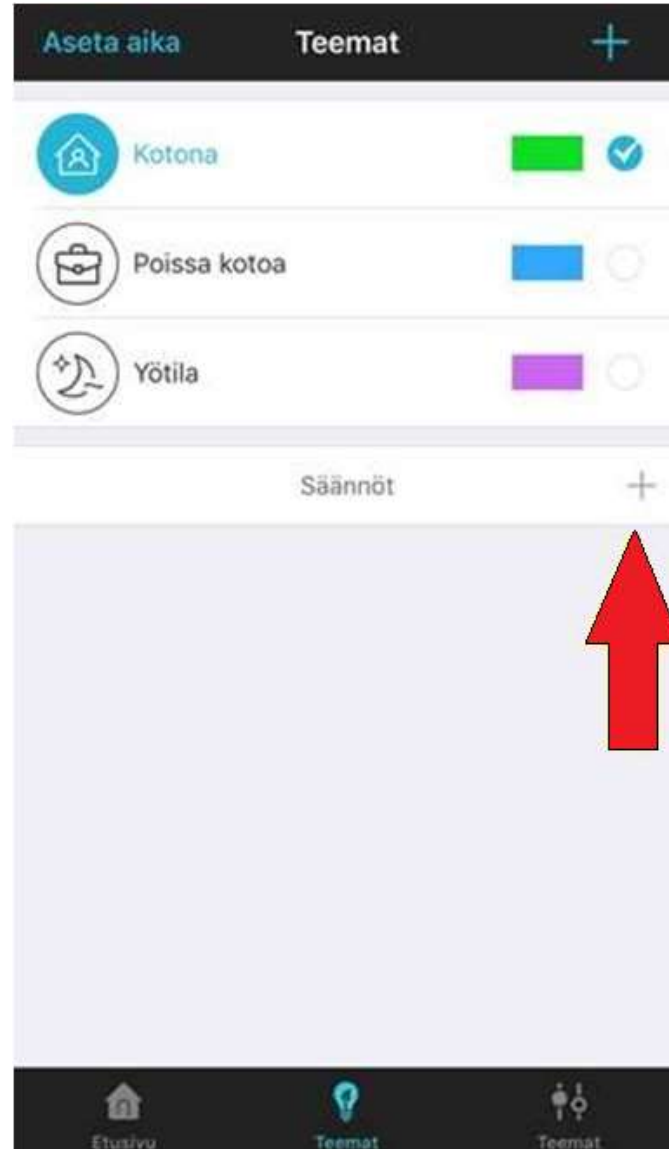 Aseta aika Teemat +
Kotona
Poissa kotoa
Yötila
Säännöt +
Etusivu Teemat Teemat